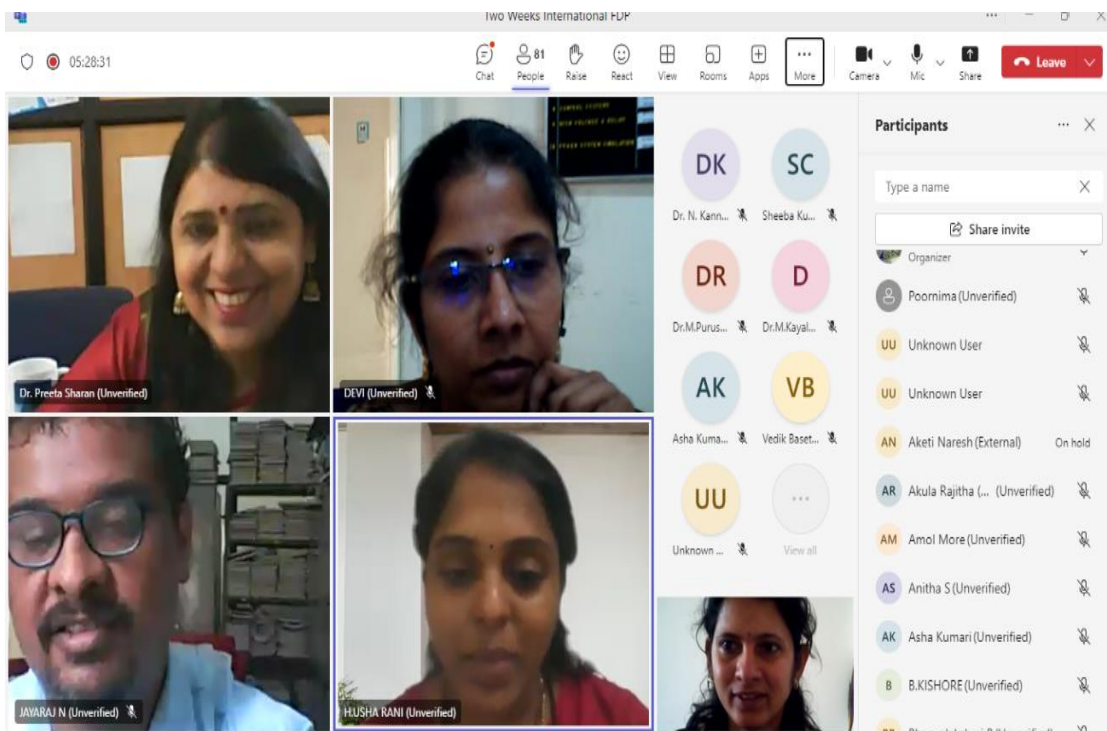 Two Weeks International FDP
05:28:31
Chat
81
People
Raise
React
View
Rooms
Apps
More
Camera
Mic
Share
Leave
Dr. Preeta Sharan (Unverified)
DEVI (Unverified)
JAYARAJ N (Unverified)
H.USHA RANI (Unverified)
DK
Dr. N. Kann...
SC
Sheeba Ku...
DR
Dr.M.Purus...
D
Dr.M.Kayal...
AK
Asha Kuma...
VB
Vedik Baset...
UU
Unknown ...
View all
Participants
Type a name
Share invite
Organizer
Poornima (Unverified)
UU Unknown User
UU Unknown User
AN Aketi Naresh (External) On hold
AR Akula Rajitha (... (Unverified)
AM Amol More (Unverified)
AS Anitha S (Unverified)
AK Asha Kumari (Unverified)
B B.KISHORE (Unverified)